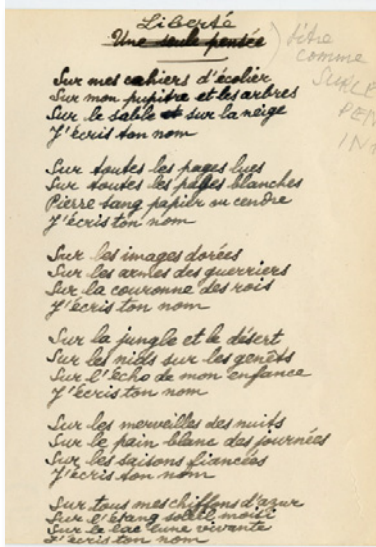 Liberté
Une seule pensée
titre
comme
Sur mes cahiers d'écolier
Sur mon pupitre et les arbres
Sur le sable et sur la neige
J'écris ton nom
Sur toutes les pages lues
Sur toutes les pages blanches
Pierre sang papier ou cendre
J'écris ton nom
Sur les images dorées
Sur les armes des guerriers
Sur la couronne des rois
J'écris ton nom
Sur la jungle et le désert
Sur les nids sur les genêts
Sur l'écho de mon enfance
J'écris ton nom
Sur les merveilles des nuits
Sur le pain blanc des journées
Sur les saisons fiancées
J'écris ton nom
Sur tous mes chiffons d'azur
Sur l'étang soleil moisi
Sur le lac lune vivante
J'écris ton nom